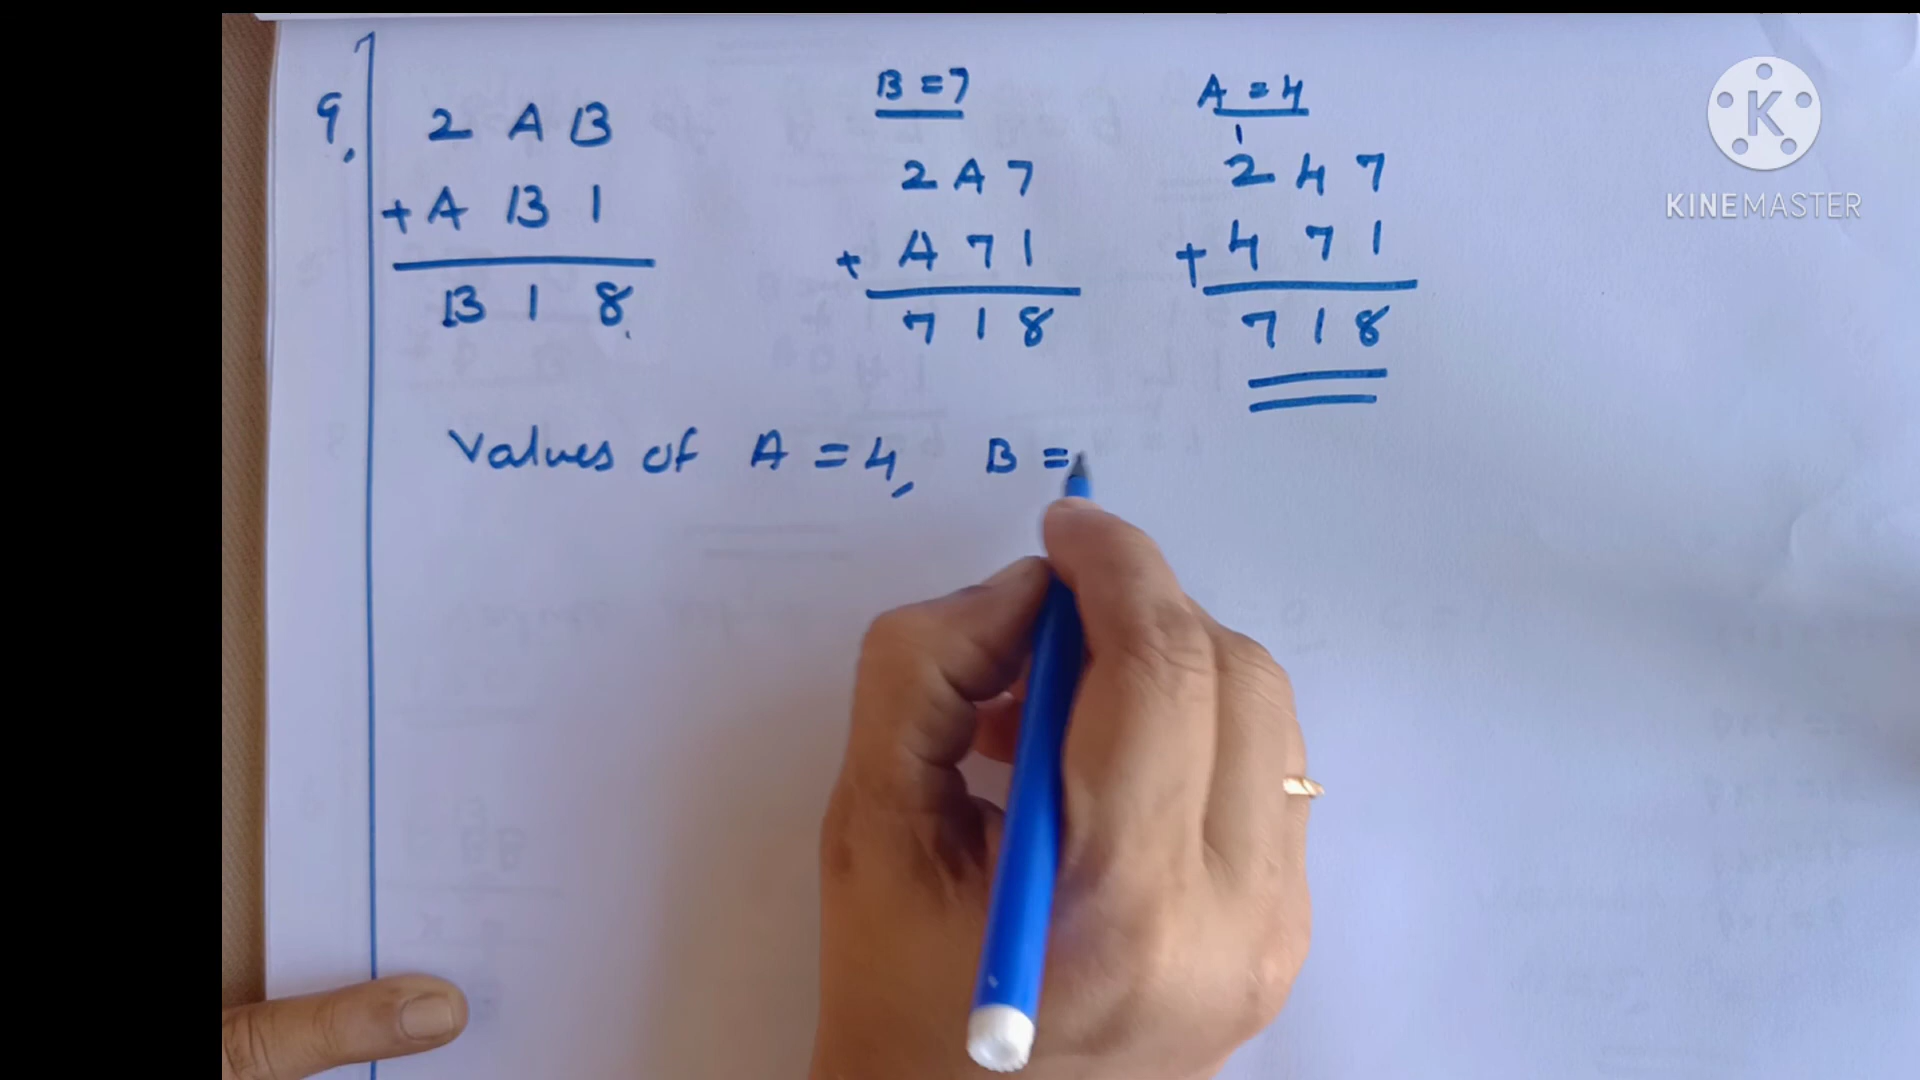 9, 2 A B B = 7 A = 4
1
2 A 7 2 4 7
+ A B 1 + A 7 1 + 4 7 1
B 1 8. 7 1 8 7 1 8
Values of A = 4, B =
K
KINEMASTER